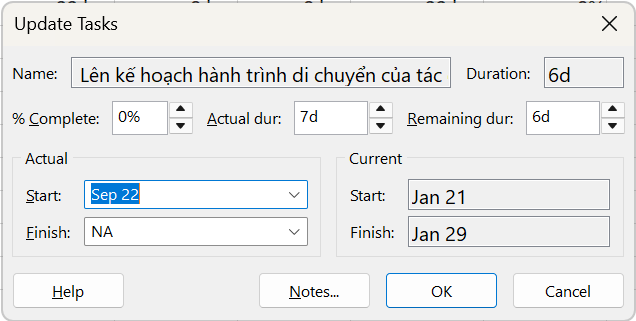 Update Tasks
Name: Lên kế hoạch hành trình di chuyển của tác Duration: 6d
% Complete: 0% Actual dur: 7d Remaining dur: 6d
Actual Current
Start: Sep 22 Start: Jan 21
Finish: NA Finish: Jan 29
Help Notes... OK Cancel